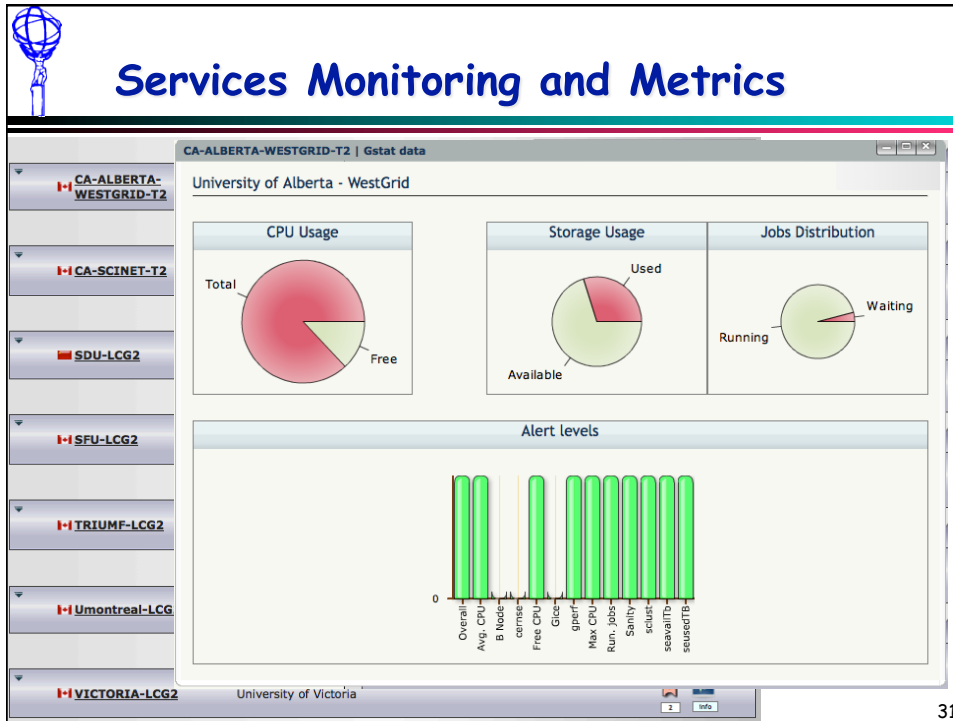 Services Monitoring and Metrics
CA-ALBERTA-WESTGRID-T2 | Gstat data
University of Alberta - WestGrid
CA-ALBERTA-
WESTGRID-T2
CA-SCINET-T2
SDU-LCG2
SFU-LCG2
TRIUMF-LCG2
Umontreal-LCG
VICTORIA-LCG2
University of Victoria
2
Info
CPU Usage
Total
Free
Storage Usage
Used
Available
Jobs Distribution
Waiting
Running
Alert levels
0
Overall
Avg. CPU
B Node
cernse
Free CPU
Gice
gperf
Max CPU
Run. jobs
Sanity
sclust
seavailTb
seusedTB
31